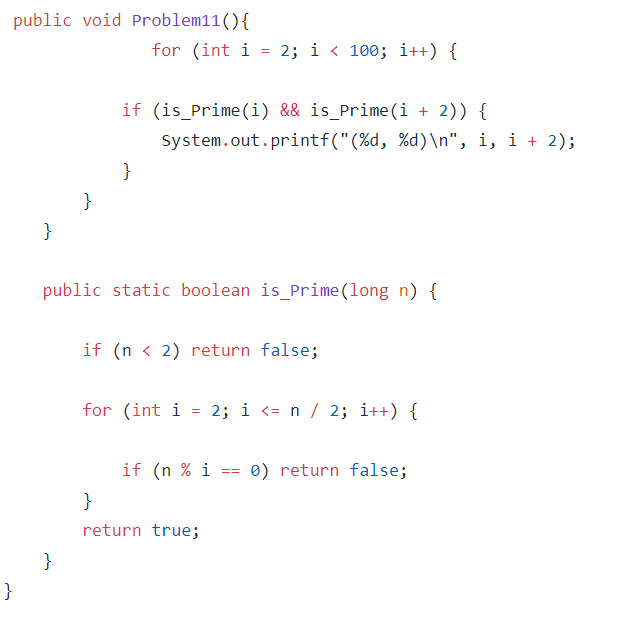 public void Problem11(){
for (int i = 2; i < 100; i++) {
if (is_Prime(i) && is_Prime(i + 2)) {
System.out.printf("(%d, %d)\n", i, i + 2);
}
}
}
public static boolean is_Prime(long n) {
if (n < 2) return false;
for (int i = 2; i <= n / 2; i++) {
if (n % i == 0) return false;
}
return true;
}
}